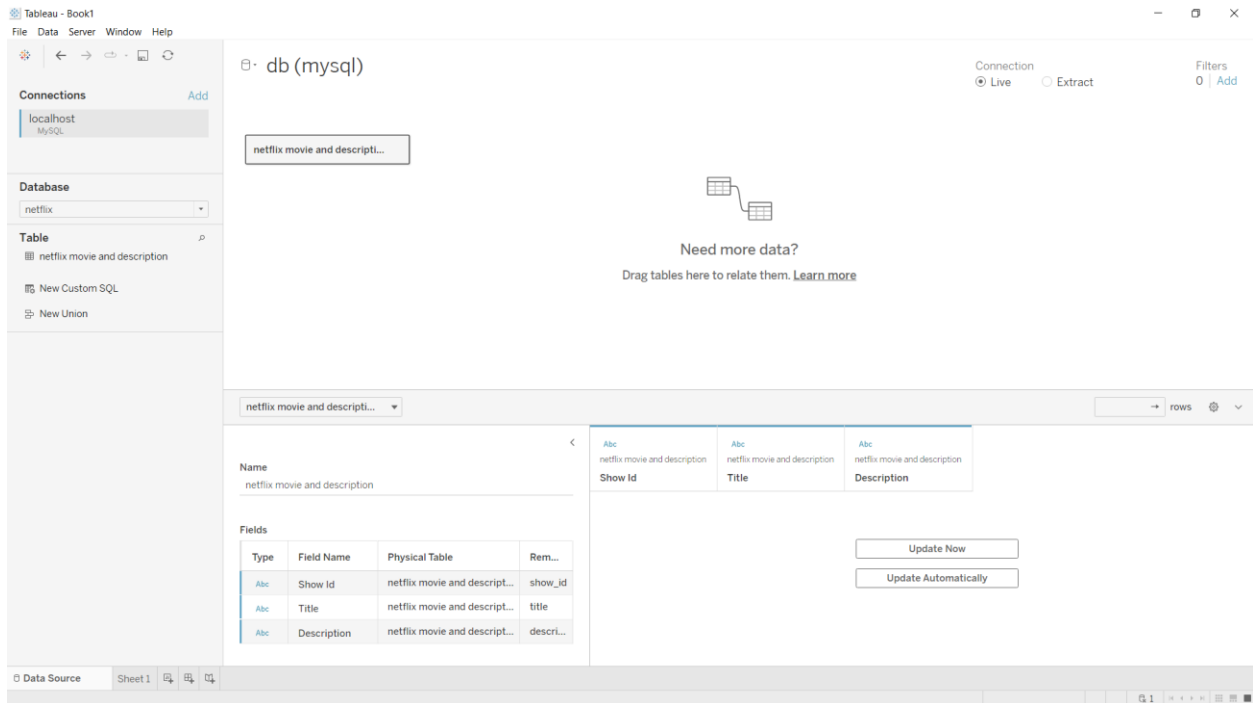 Tableau - Book1
File Data Server Window Help
Connections Add
localhost
MySQL
Database
netflix
Table
netflix movie and description
New Custom SQL
New Union
db (mysql)
Connection
Live Extract
Filters
0 Add
netflix movie and descripti...
Need more data?
Drag tables here to relate them. Learn more
netflix movie and descripti...
rows
Name
netflix movie and description
Fields
Type Field Name Physical Table Rem...
Abc Show Id netflix movie and descript... show_id
Abc Title netflix movie and descript... title
Abc Description netflix movie and descript... descri...
Abc Abc Abc
netflix movie and description netflix movie and description netflix movie and description
Show Id Title Description
Update Now
Update Automatically
Data Source Sheet 1
1